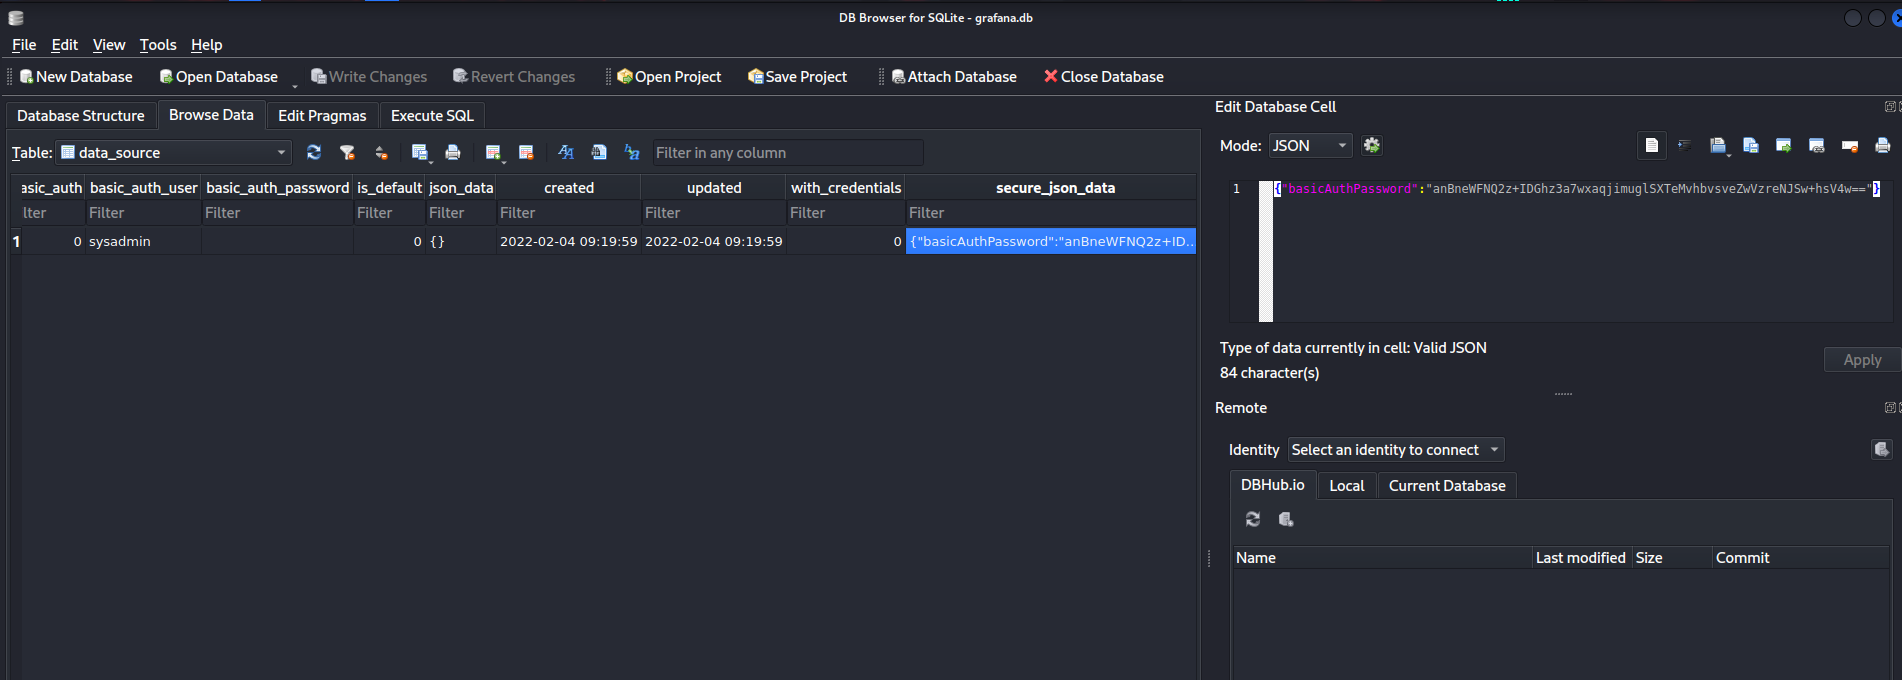 DB Browser for SQLite - grafana.db
File Edit View Tools Help
New Database Open Database Write Changes Revert Changes Open Project Save Project Attach Database Close Database
Database Structure Browse Data Edit Pragmas Execute SQL
Table: data_source Filter in any column
asic_auth basic_auth_user basic_auth_password is_default json_data created updated with_credentials secure_json_data
lter Filter Filter Filter Filter Filter Filter Filter Filter
1 0 sysadmin 0 {} 2022-02-04 09:19:59 2022-02-04 09:19:59 0 {"basicAuthPassword":"anBneWFNQ2z+ID...
Edit Database Cell
Mode: JSON
1 {"basicAuthPassword":"anBneWFNQ2z+IDGhz3a7wxaqjimuglSXTeMvhbvsveZwVzreNJSw+hsV4w=="}
Type of data currently in cell: Valid JSON
84 character(s)
Apply
Remote
Identity Select an identity to connect
DBHub.io Local Current Database
Name Last modified Size Commit